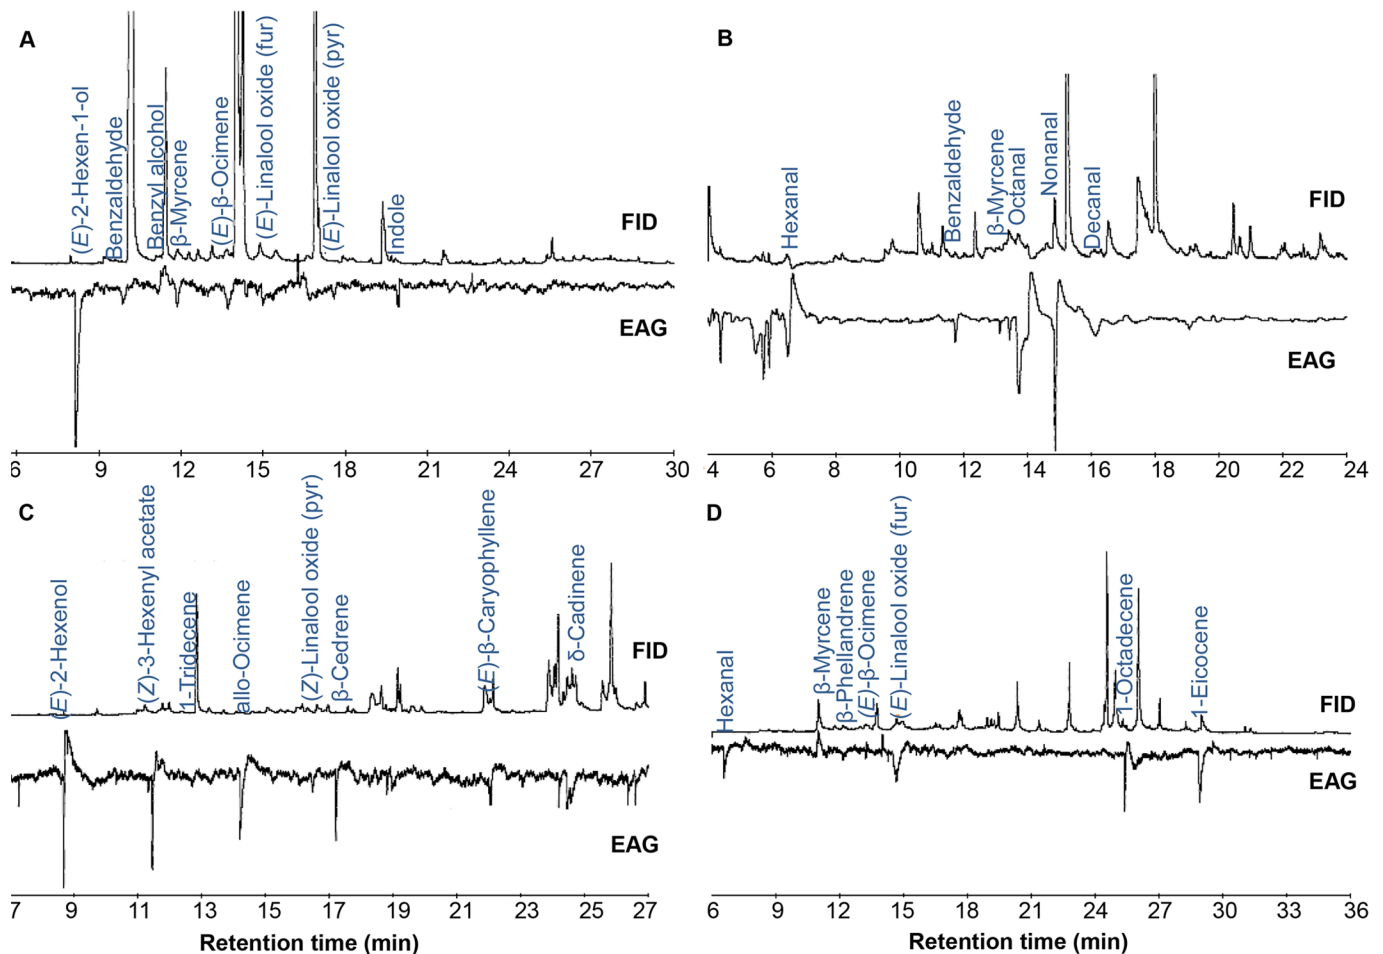 A
(E)-2-Hexen-1-ol
Benzaldehyde
Benzyl alcohol
β-Myrcene
(E)-β-Ocimene
(E)-Linalool oxide (fur)
(E)-Linalool oxide (pyr)
Indole
FID
EAG
6 9 12 15 18 21 24 27 30
B
Hexanal
Benzaldehyde
β-Myrcene
Octanal
Nonanal
Decanal
FID
EAG
4 6 8 10 12 14 16 18 20 22 24
C
(E)-2-Hexenol
(Z)-3-Hexenyl acetate
1-Tridecene
allo-Ocimene
(Z)-Linalool oxide (pyr)
β-Cedrene
(E)-β-Caryophyllene
δ-Cadinene
FID
EAG
7 9 11 13 15 17 19 21 23 25 27
Retention time (min)
D
Hexanal
β-Myrcene
β-Phellandrene
(E)-β-Ocimene
(E)-Linalool oxide (fur)
1-Octadecene
1-Eicocene
FID
EAG
6 9 12 15 18 21 24 27 30 33 36
Retention time (min)